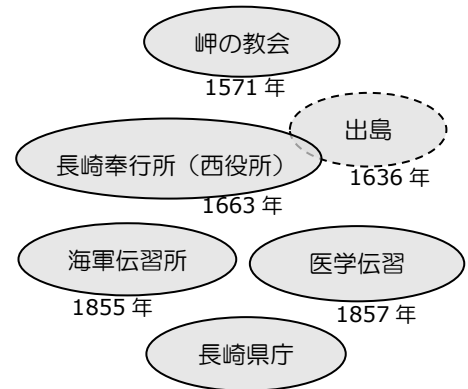 岬の教会
1571 年
出島
1636 年
長崎奉行所（西役所）
1663 年
海軍伝習所
1855 年
医学伝習
1857 年
長崎県庁